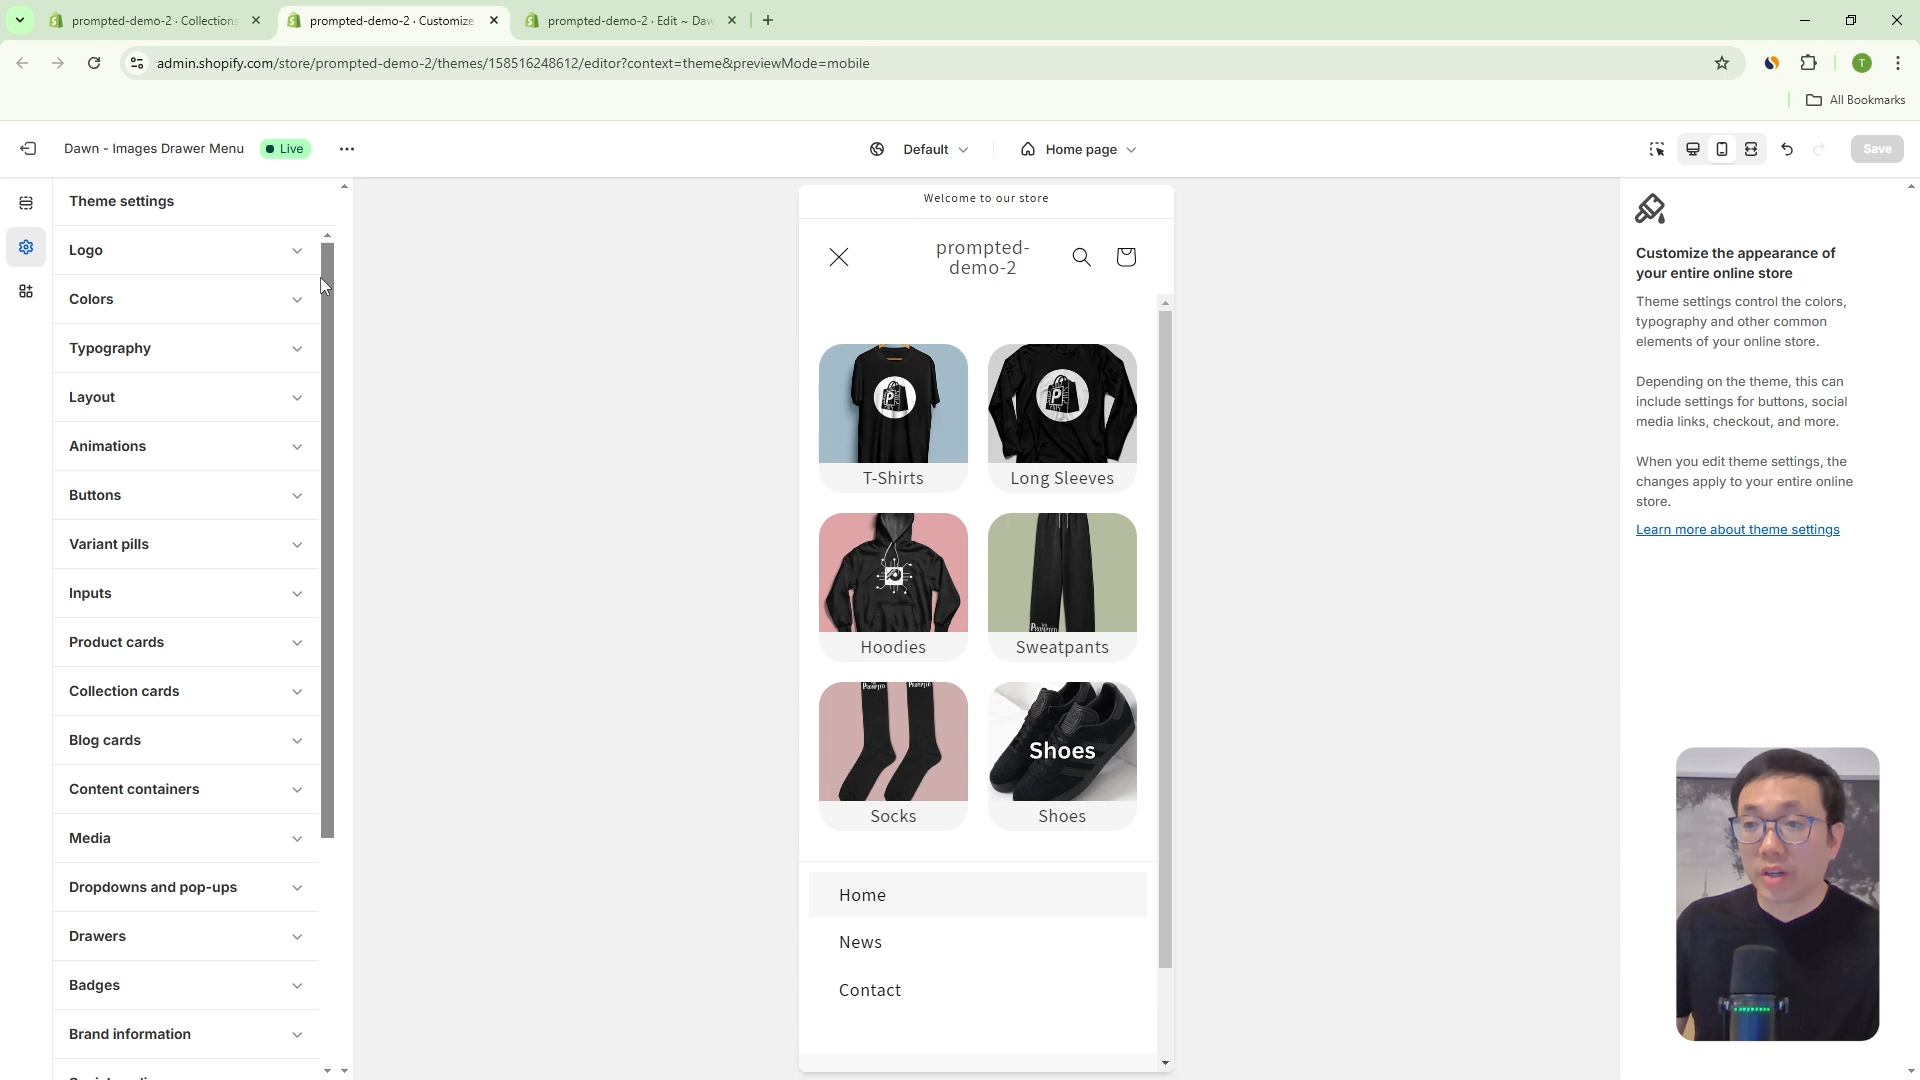 prompted-demo-2 · Collections
prompted-demo-2 · Customize
prompted-demo-2 · Edit ~ Daw
admin.shopify.com/store/prompted-demo-2/themes/158516248612/editor?context=theme&previewMode=mobile
T
All Bookmarks
Dawn - Images Drawer Menu
Live
Default
Home page
Save
Theme settings
Logo
Colors
Typography
Layout
Animations
Buttons
Variant pills
Inputs
Product cards
Collection cards
Blog cards
Content containers
Media
Dropdowns and pop-ups
Drawers
Badges
Brand information
Welcome to our store
prompted-
demo-2
P
P
T-Shirts
Long Sleeves
PROMPTED
Hoodies
Sweatpants
PROMPTED
PROMPTED
Shoes
Socks
Shoes
Home
News
Contact
Customize the appearance of
your entire online store
Theme settings control the colors,
typography and other common
elements of your online store.
Depending on the theme, this can
include settings for buttons, social
media links, checkout, and more.
When you edit theme settings, the
changes apply to your entire online
store.
Learn more about theme settings